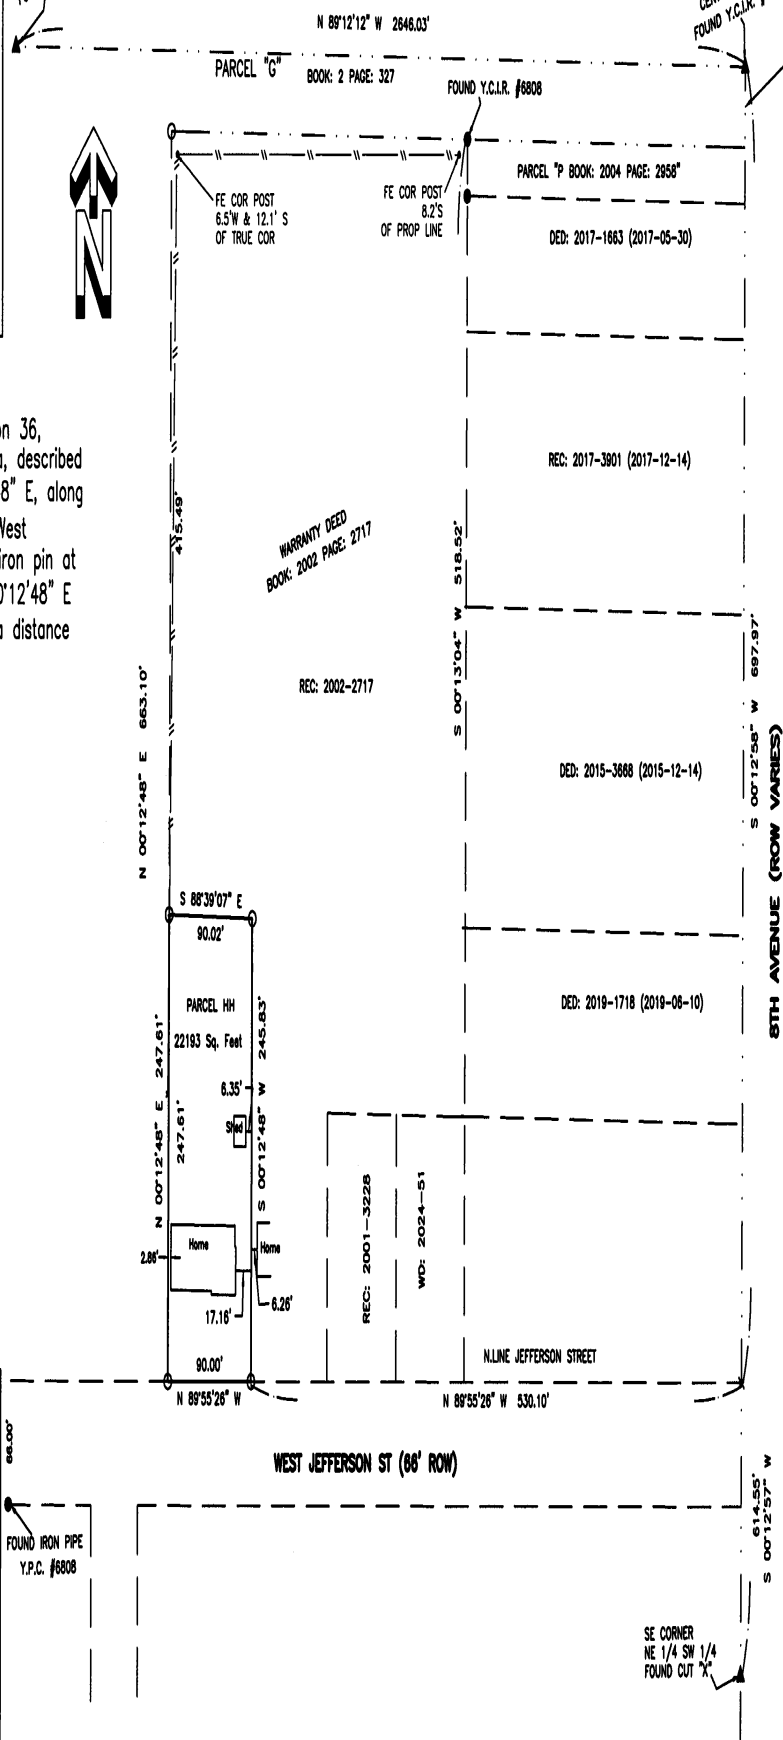 N 89°12'12" W 2646.03'
FOUND Y.C.I.R.
PARCEL "G"
BOOK: 2 PAGE: 327
FOUND Y.C.I.R. #6808
PARCEL "P BOOK: 2004 PAGE: 2958"
FE COR POST
6.5'W & 12.1' S
OF TRUE COR
FE COR POST
8.2'S
OF PROP LINE
N
DED: 2017-1663 (2017-05-30)
on 36,
a, described
8" E, along
West
iron pin at
0°12'48" E
a distance
REC: 2017-3901 (2017-12-14)
415.49'
WARRANTY DEED
BOOK: 2002 PAGE: 2717
S 00°13'04" W 518.52'
REC: 2002-2717
N 00°12'48" E 663.10'
S 00°12'58" W 697.97'
8TH AVENUE (ROW VARIES)
DED: 2015-3668 (2015-12-14)
S 88°39'07" E
90.02'
PARCEL HH
22193 Sq. Feet
DED: 2019-1718 (2019-06-10)
N 00°12'48" E 247.61'
247.61'
S 00°12'48" W 245.83'
6.35'
Shed
REC: 2001-3228
WD: 2024-51
2.86'
Home
Home
17.16'
6.26'
90.00'
N 89°55'26" W
N.LINE JEFFERSON STREET
N 89°55'26" W 530.10'
66.00'
WEST JEFFERSON ST (66' ROW)
FOUND IRON PIPE
Y.P.C. #6808
614.55'
S 00°12'57" W
SE CORNER
NE 1/4 SW 1/4
FOUND CUT "X"